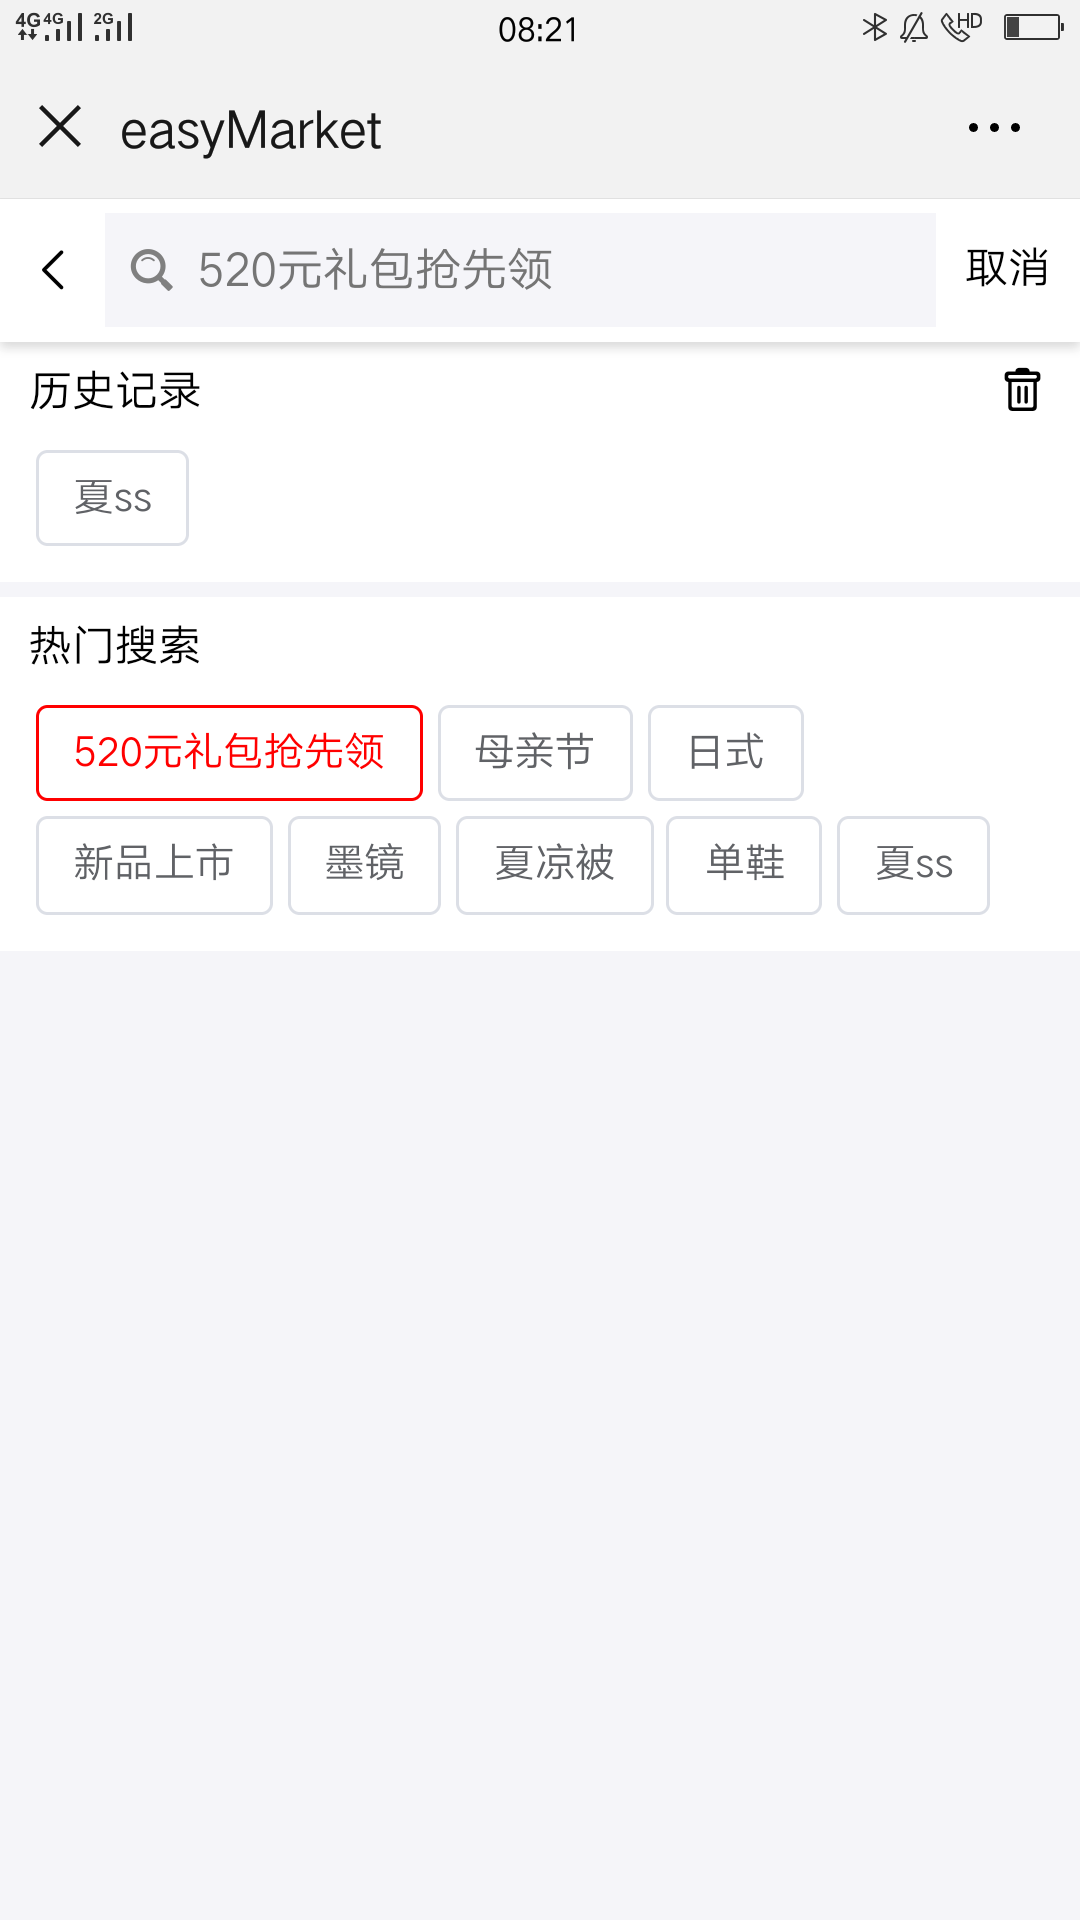 4G 4G 2G 08:21 HD
easyMarket
520元礼包抢先领 取消
历史记录
夏ss
热门搜索
520元礼包抢先领 母亲节 日式
新品上市 墨镜 夏凉被 单鞋 夏ss